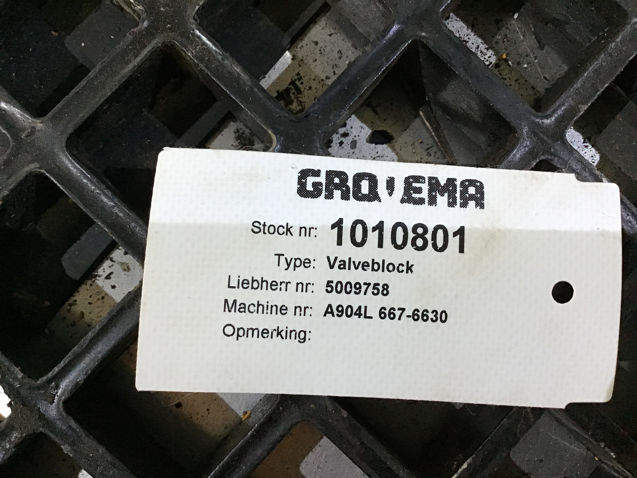 GROVEMA
Stock nr: 1010801
Type: Valveblock
Liebherr nr: 5009758
Machine nr: A904L 667-6630
Opmerking: